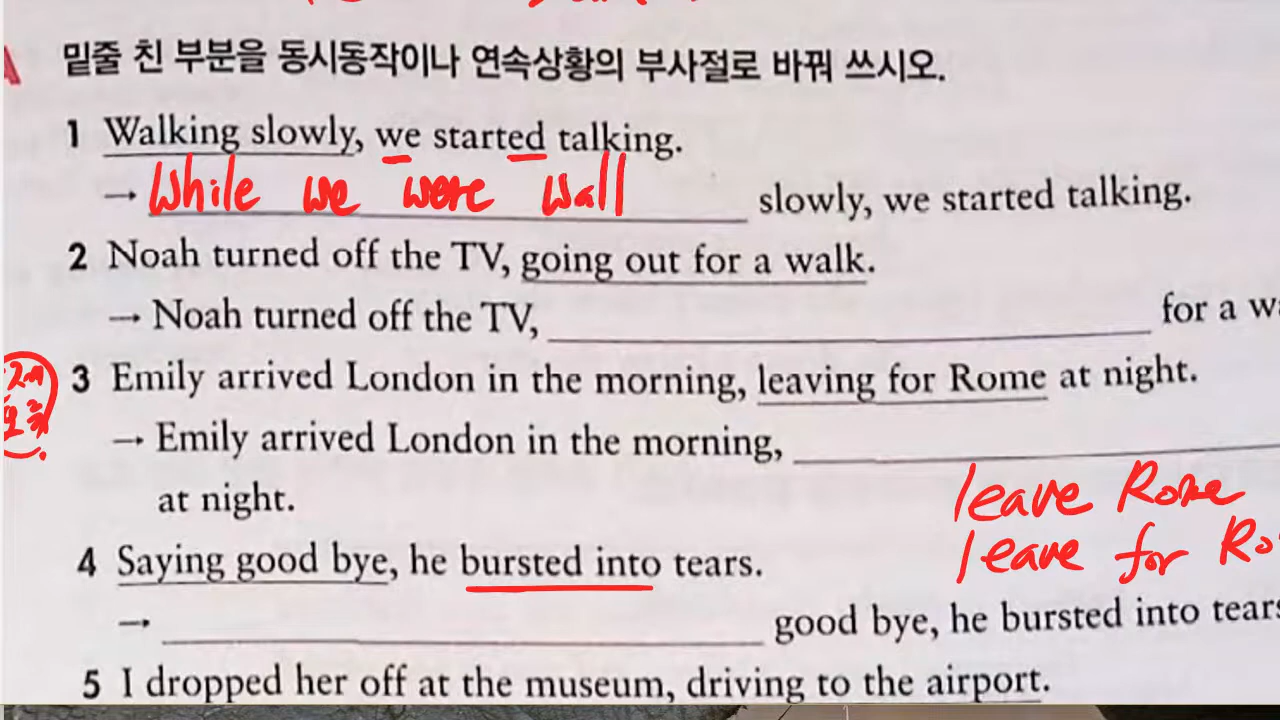 밑줄 친 부분을 동시동작이나 연속상황의 부사절로 바꿔 쓰시오.
1 Walking slowly, we started talking.
→ While we were wall slowly, we started talking.
2 Noah turned off the TV, going out for a walk.
→ Noah turned off the TV, for a wa
3 Emily arrived London in the morning, leaving for Rome at night.
→ Emily arrived London in the morning,
at night.
leave Rome
4 Saying good bye, he bursted into tears.
leave for Ro
→ good bye, he bursted into tears
5 I dropped her off at the museum, driving to the airport.